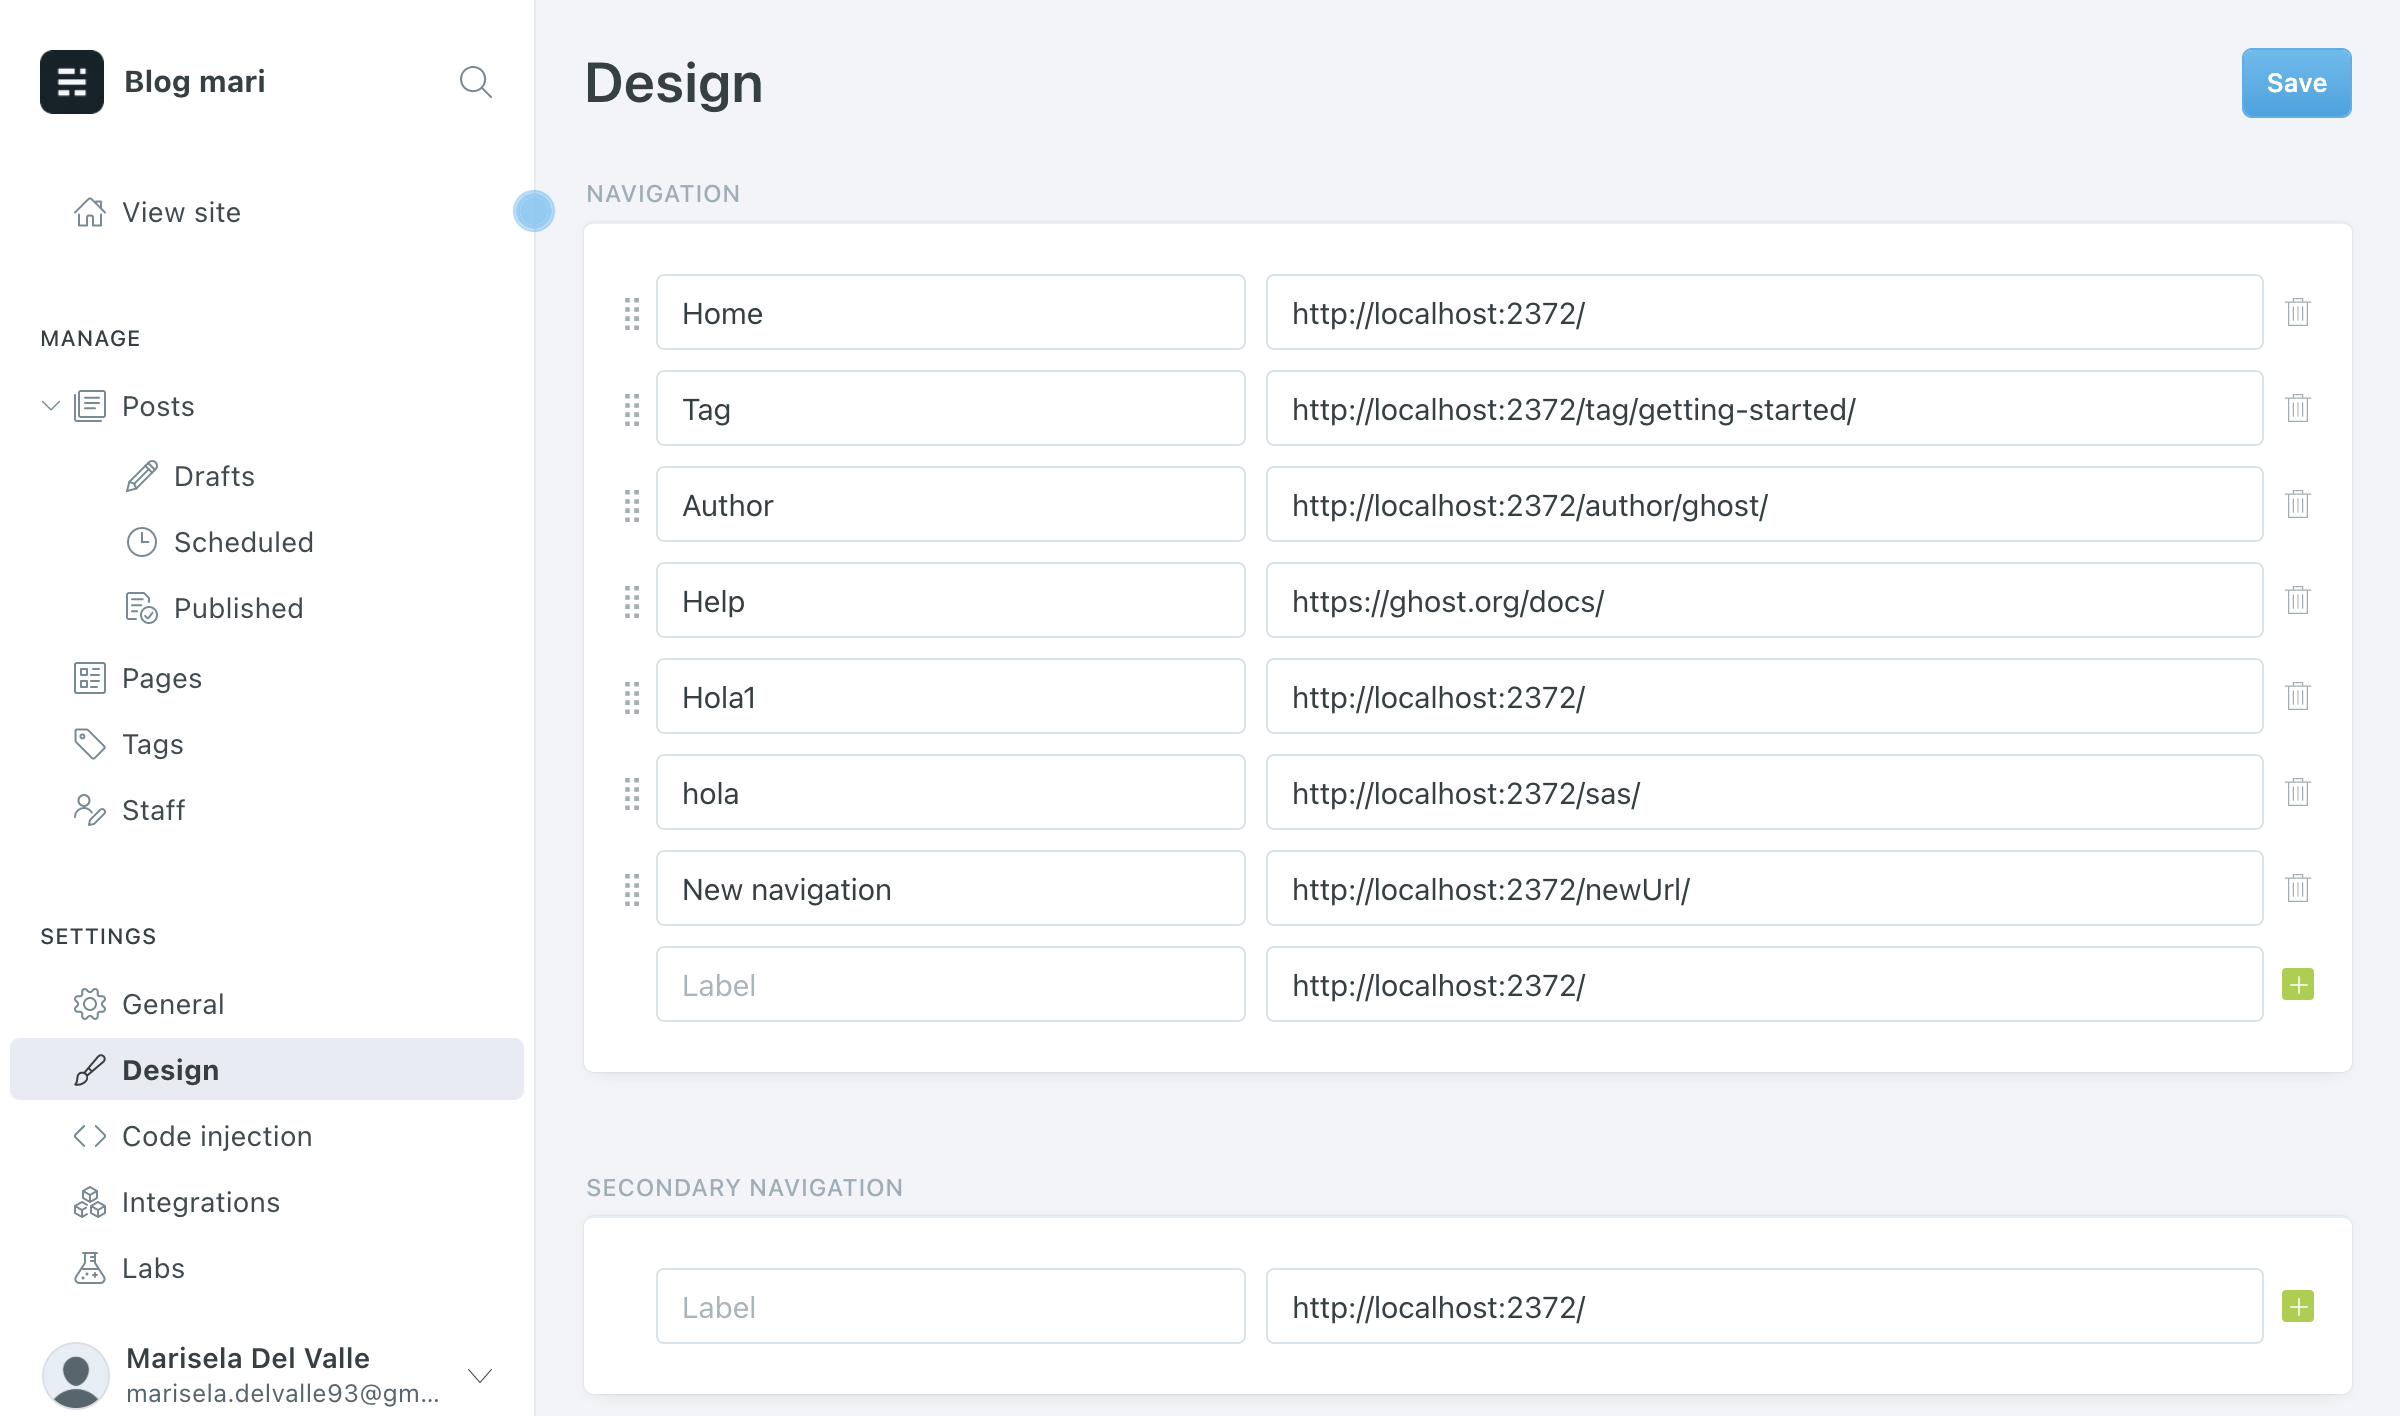 Blog mari
View site
MANAGE
Posts
Drafts
Scheduled
Published
Pages
Tags
Staff
SETTINGS
General
Design
Code injection
Integrations
Labs
Marisela Del Valle
marisela.delvalle93@gm...
Design
Save
NAVIGATION
Home http://localhost:2372/
Tag http://localhost:2372/tag/getting-started/
Author http://localhost:2372/author/ghost/
Help https://ghost.org/docs/
Hola1 http://localhost:2372/
hola http://localhost:2372/sas/
New navigation http://localhost:2372/newUrl/
Label http://localhost:2372/
SECONDARY NAVIGATION
Label http://localhost:2372/